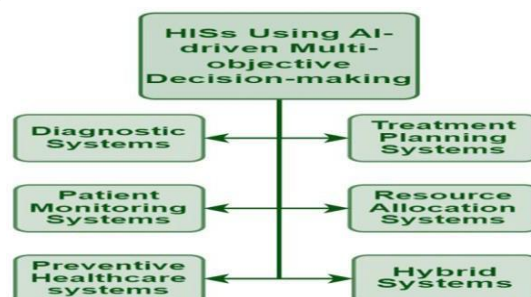 HISs Using AI-
driven Multi-
objective
Decision-making
Diagnostic
Systems
Treatment
Planning
Systems
Patient
Monitoring
Systems
Resource
Allocation
Systems
Preventive
Healthcare
systems
Hybrid
Systems